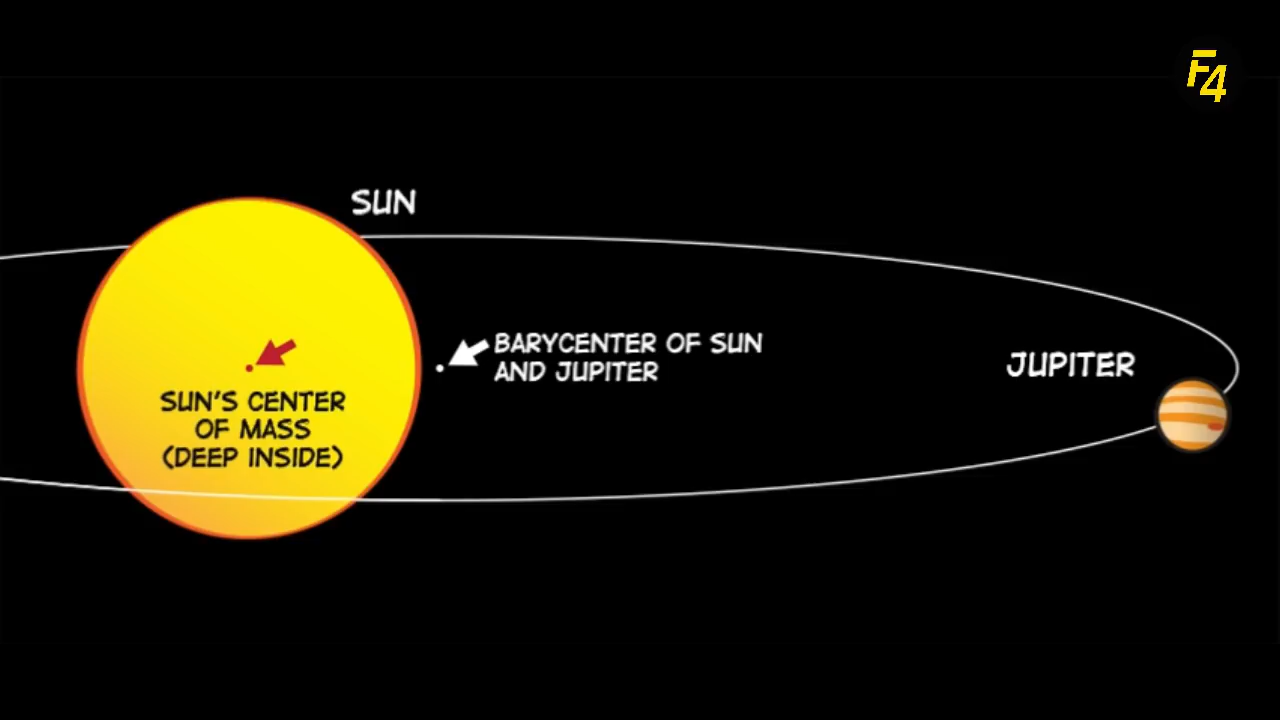 F4
SUN
BARYCENTER OF SUN
AND JUPITER
JUPITER
SUN'S CENTER
OF MASS
(DEEP INSIDE)